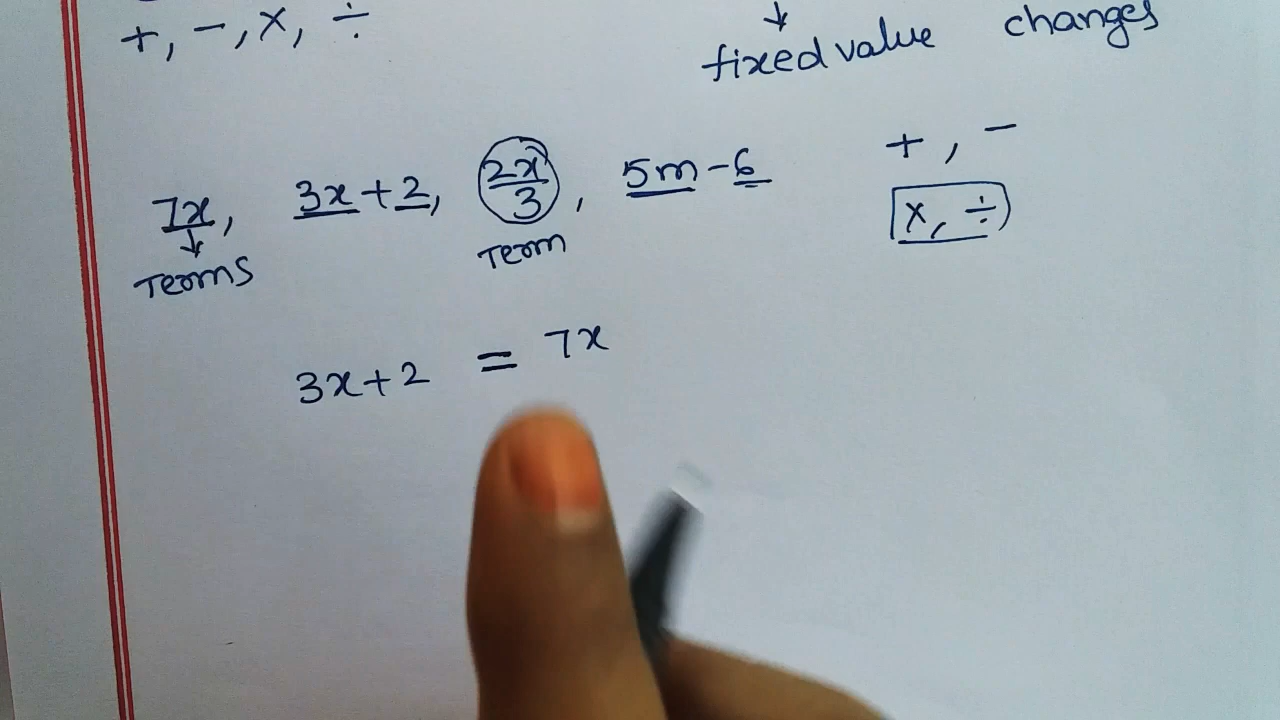 +, -, x, ÷
↓
fixed value changes
7x, 3x+2, 2x/3, 5m-6 +, -
↓ x, ÷
Terms Term
3x+2 = 7x